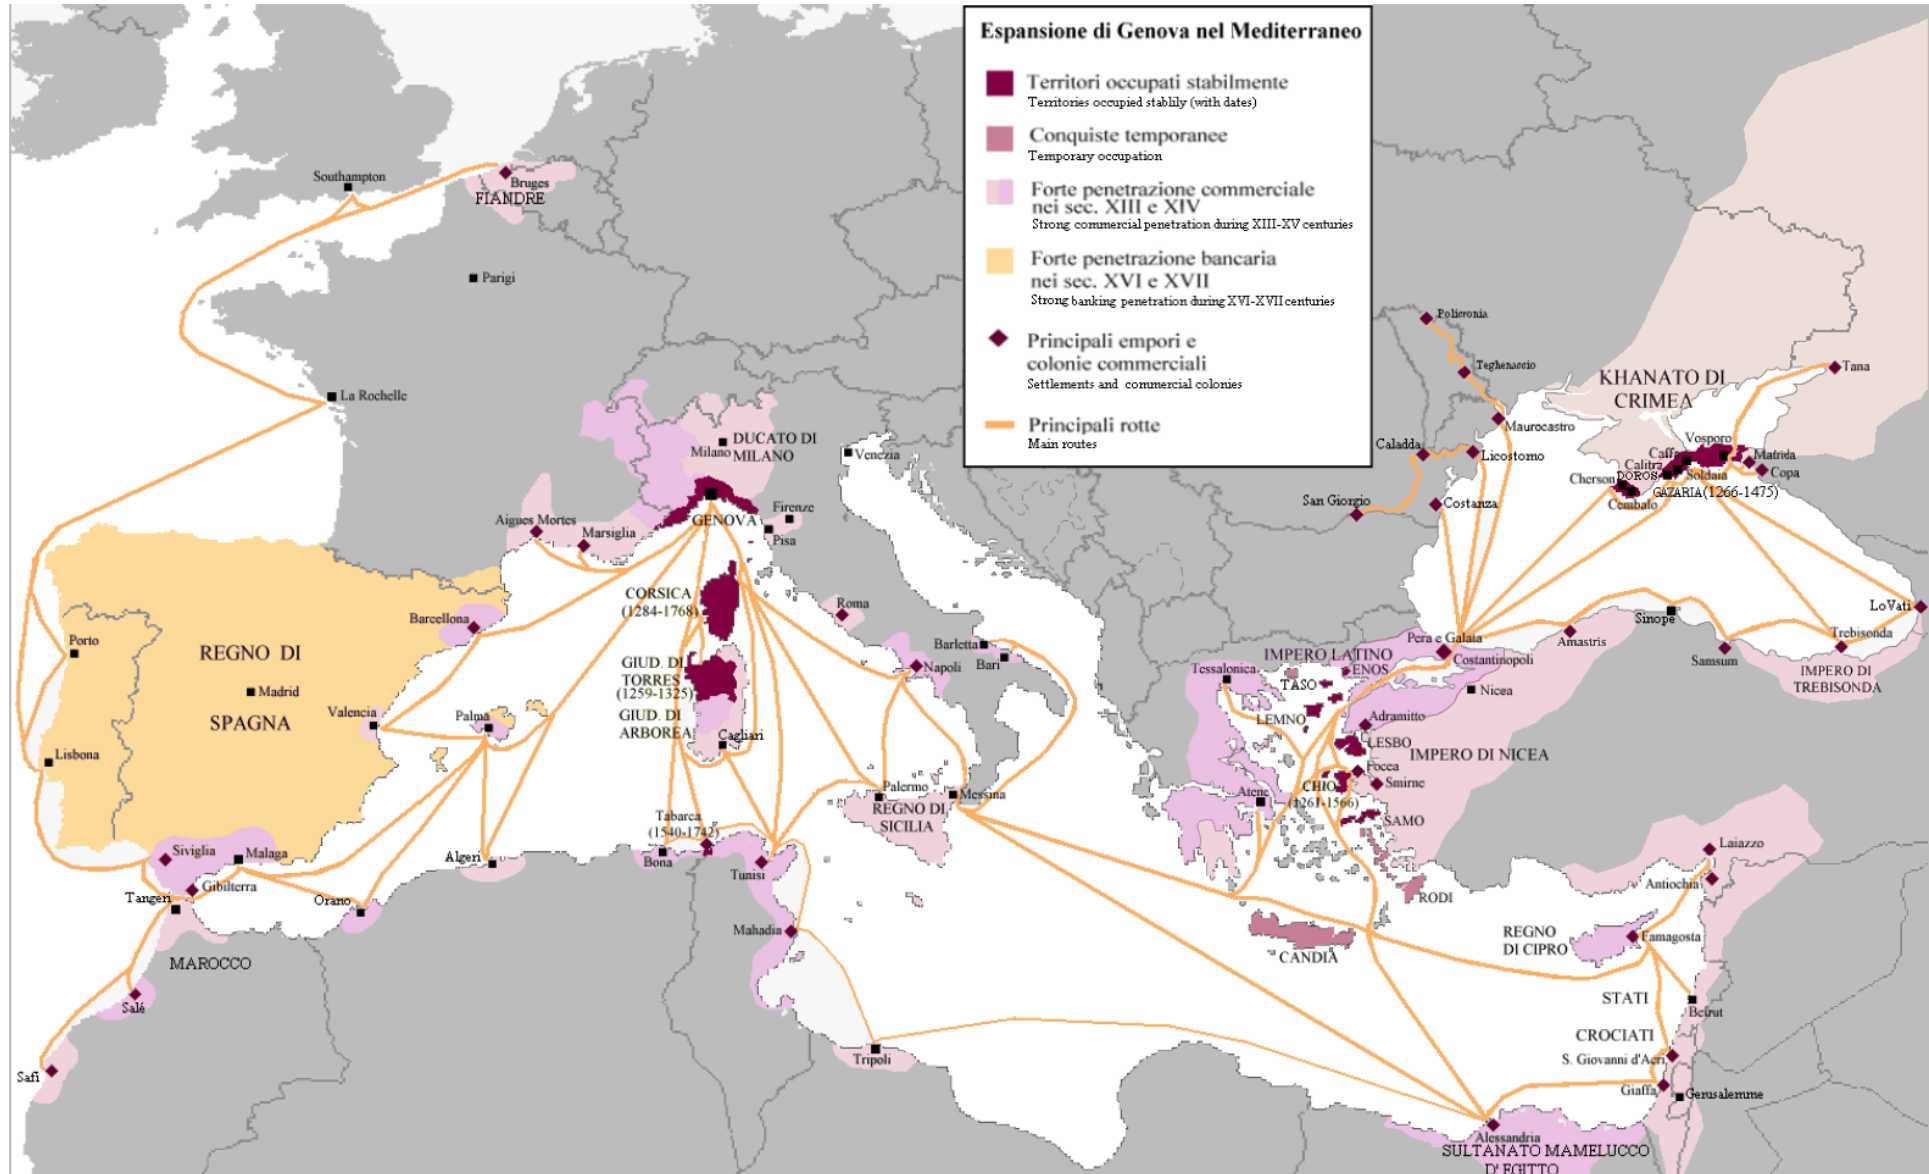 Espansione di Genova nel Mediterraneo
Territori occupati stabilmente
Territories occupied stablily (with dates)
Conquiste temporanee
Temporary occupation
Forte penetrazione commerciale
nei sec. XIII e XIV
Strong commercial penetration during XIII-XV centuries
Forte penetrazione bancaria
nei sec. XVI e XVII
Strong banking penetration during XVI-XVII centuries
Principali empori e
colonie commerciali
Settlements and commercial colonies
Principali rotte
Main routes
Southampton
Bruges
FIANDRE
Parigi
La Rochelle
Milano
DUCATO DI
MILANO
Venezia
GENOVA
Firenze
Pisa
Aigues Mortes
Marsiglia
CORSICA
(1284-1768)
GIUD. DI
TORRES
(1259-1325)
GIUD. DI
ARBOREA
Cagliari
Roma
Napoli
Barletta
Bari
Barcellona
Porto
REGNO DI
SPAGNA
Madrid
Valencia
Palma
Lisbona
Siviglia
Malaga
Gibilterra
Tangeri
Orano
Algeri
MAROCCO
Salé
Safi
Tabarca
(1540-1742)
Bona
Tunisi
Mahadia
Tripoli
Palermo
Messina
REGNO DI
SICILIA
Policronia
Teghenaccio
Maurocastro
Caladda
Licostomo
San Giorgio
Costanza
KHANATO DI
CRIMEA
Tana
Vosporo
Caffa
Calitra
Matrida
Copa
Cherson
DOROS
Soldaia
GAZARIA(1266-1475)
Cembalo
LoVati
Trebisonda
IMPERO DI
TREBISONDA
Sinope
Samsum
Amastris
Pera e Galaia
Costantinopoli
IMPERO LATINO
ENOS
Tessalonica
TASO
Nicea
LEMNO
Adramitto
LESBO
IMPERO DI NICEA
Focea
Smirne
CHIO
(1261-1566)
Atene
SAMO
RODI
CANDIA
Laiazzo
Antiochia
REGNO
DI CIPRO
Famagosta
STATI
CROCIATI
Beirut
S. Giovanni d'Acri
Giaffa
Gerusalemme
Alessandria
SULTANATO MAMELUCCO
D'EGITTO